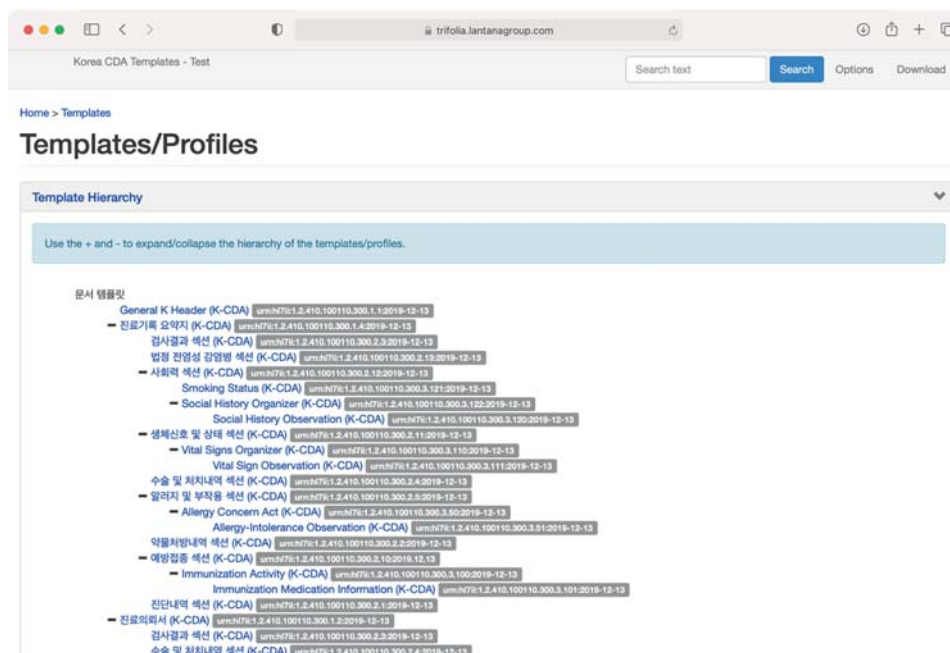 trifolia.lantanagroup.com
Korea CDA Templates - Test
Search text
Search
Options
Download
Home > Templates
Templates/Profiles
Template Hierarchy
Use the + and - to expand/collapse the hierarchy of the templates/profiles.
문서 템플릿
General K Header (K-CDA) urn:hl7ii:1.2.410.100110.300.1.1:2019-12-13
진료기록 요약지 (K-CDA) urn:hl7ii:1.2.410.100110.300.1.4:2019-12-13
검사결과 섹션 (K-CDA) urn:hl7ii:1.2.410.100110.300.2.3:2019-12-13
법정 전염성 감염병 섹션 (K-CDA) urn:hl7ii:1.2.410.100110.300.2.13:2019-12-13
사회력 섹션 (K-CDA) urn:hl7ii:1.2.410.100110.300.2.12:2019-12-13
Smoking Status (K-CDA) urn:hl7ii:1.2.410.100110.300.3.121:2019-12-13
Social History Organizer (K-CDA) urn:hl7ii:1.2.410.100110.300.3.122:2019-12-13
Social History Observation (K-CDA) urn:hl7ii:1.2.410.100110.300.3.120:2019-12-13
생체신호 및 상태 섹션 (K-CDA) urn:hl7ii:1.2.410.100110.300.2.11:2019-12-13
Vital Signs Organizer (K-CDA) urn:hl7ii:1.2.410.100110.300.3.110:2019-12-13
Vital Sign Observation (K-CDA) urn:hl7ii:1.2.410.100110.300.3.111:2019-12-13
수술 및 처치내역 섹션 (K-CDA) urn:hl7ii:1.2.410.100110.300.2.4:2019-12-13
알러지 및 부작용 섹션 (K-CDA) urn:hl7ii:1.2.410.100110.300.2.5:2019-12-13
Allergy Concern Act (K-CDA) urn:hl7ii:1.2.410.100110.300.3.50:2019-12-13
Allergy-Intolerance Observation (K-CDA) urn:hl7ii:1.2.410.100110.300.3.51:2019-12-13
약물처방내역 섹션 (K-CDA) urn:hl7ii:1.2.410.100110.300.2.2:2019-12-13
예방접종 섹션 (K-CDA) urn:hl7ii:1.2.410.100110.300.2.10:2019.12.13
Immunization Activity (K-CDA) urn:hl7ii:1.2.410.100110.300.3.100:2019-12-13
Immunization Medication Information (K-CDA) urn:hl7ii:1.2.410.100110.300.3.101:2019-12-13
진단내역 섹션 (K-CDA) urn:hl7ii:1.2.410.100110.300.2.1:2019-12-13
진료의뢰서 (K-CDA) urn:hl7ii:1.2.410.100110.300.1.2:2019-12-13
검사결과 섹션 (K-CDA) urn:hl7ii:1.2.410.100110.300.2.3:2019-12-13
수술 및 처치내역 섹션 (K-CDA) urn:hl7ii:1.2.410.100110.300.2.4:2019-12-13